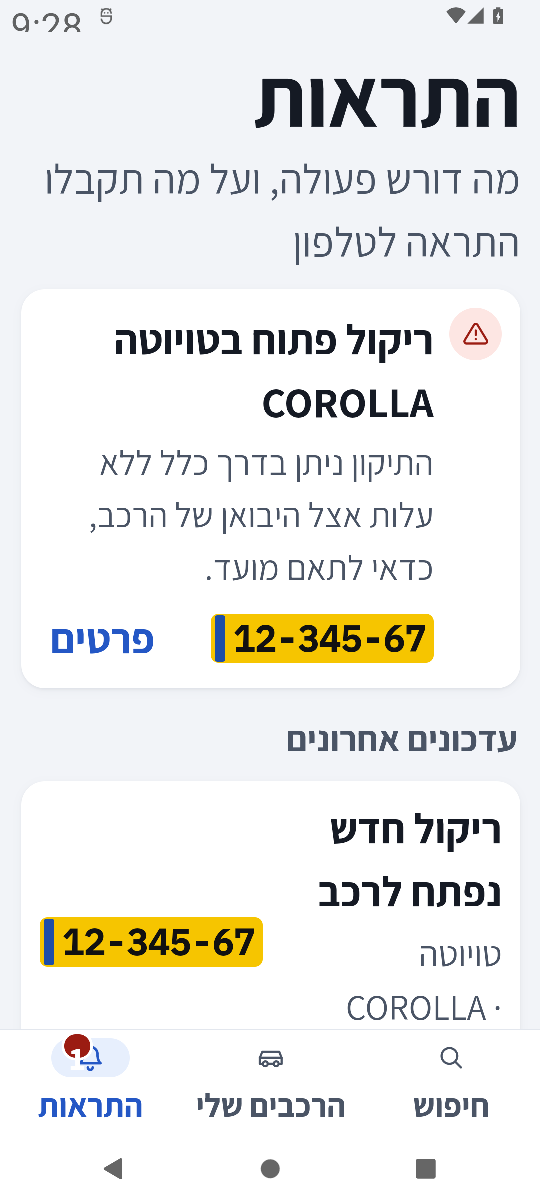 9:28
התראות
מה דורש פעולה, ועל מה תקבלו
התראה לטלפון
ריקול פתוח בטויוטה
COROLLA
התיקון ניתן בדרך כלל ללא
עלות אצל היבואן של הרכב,
כדאי לתאם מועד.
12-345-67
פרטים
עדכונים אחרונים
ריקול חדש
נפתח לרכב
12-345-67
טויוטה
· COROLLA
חיפוש
הרכבים שלי
1
התראות